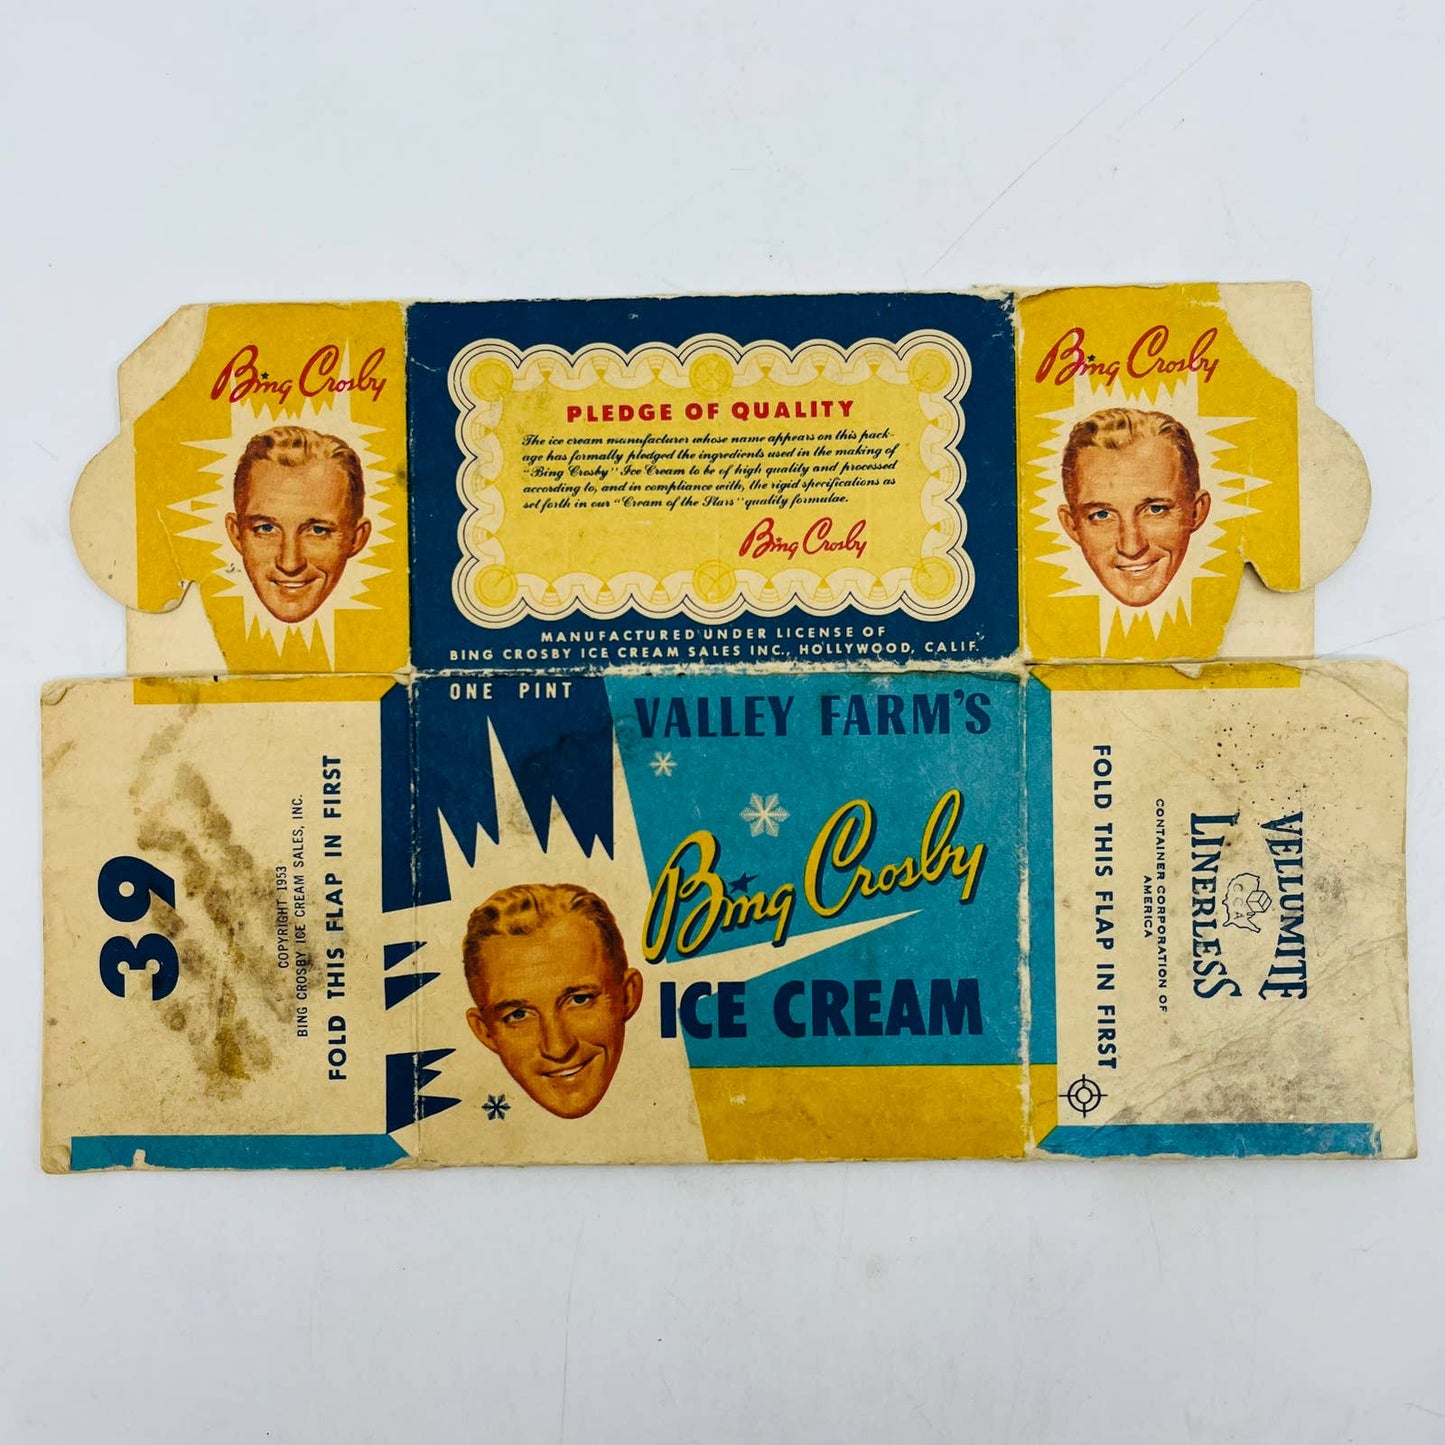 Bing Crosby
PLEDGE OF QUALITY
The ice cream manufacturer whose name appears on this pack-
age has formally pledged the ingredients used in the making of
"Bing Crosby" Ice Cream to be of high quality and processed
according to, and in compliance with, the rigid specifications as
set forth in our "Cream of the Stars" quality formulae.
Bing Crosby
MANUFACTURED UNDER LICENSE OF
BING CROSBY ICE CREAM SALES INC., HOLLYWOOD, CALIF.
Bing Crosby
39
COPYRIGHT 1953
BING CROSBY ICE CREAM SALES, INC.
FOLD THIS FLAP IN FIRST
ONE PINT
VALLEY FARM'S
Bing Crosby
ICE CREAM
FOLD THIS FLAP IN FIRST
VELLUMITE
CCA
LINERLESS
CONTAINER CORPORATION OF
AMERICA